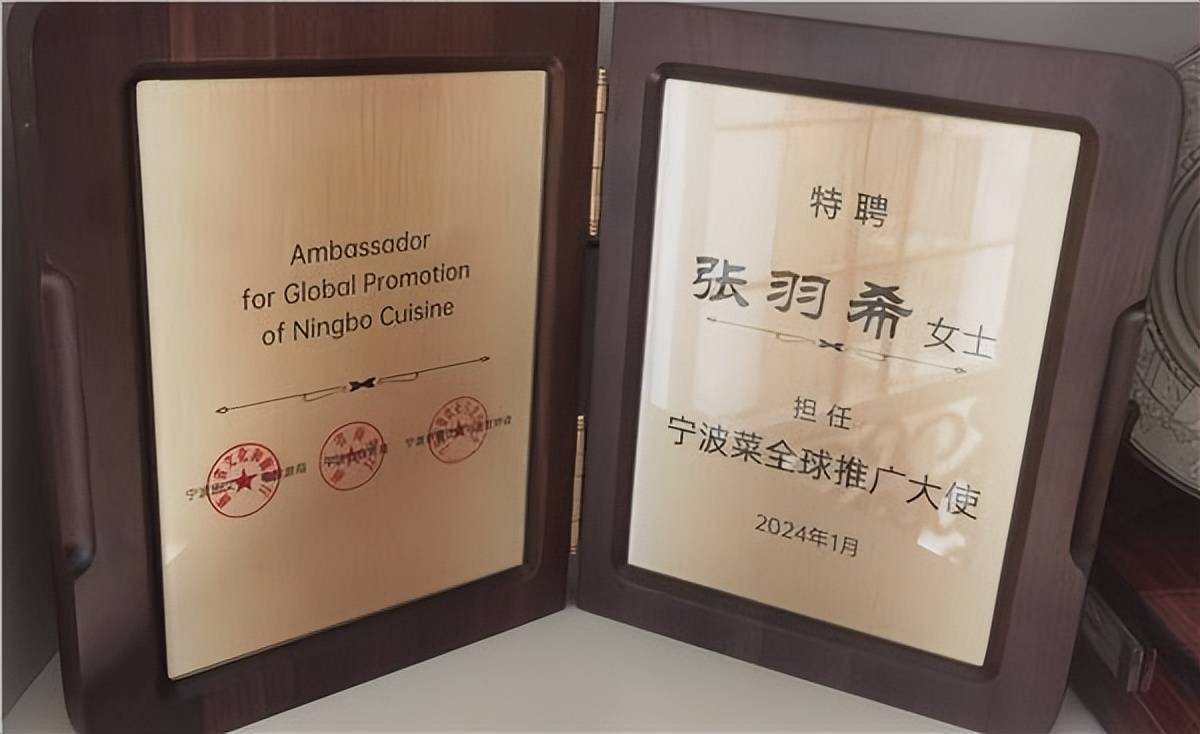 Ambassador
for Global Promotion
of Ningbo Cuisine
特聘
张羽希 女士
担任
宁波菜全球推广大使
2024年1月